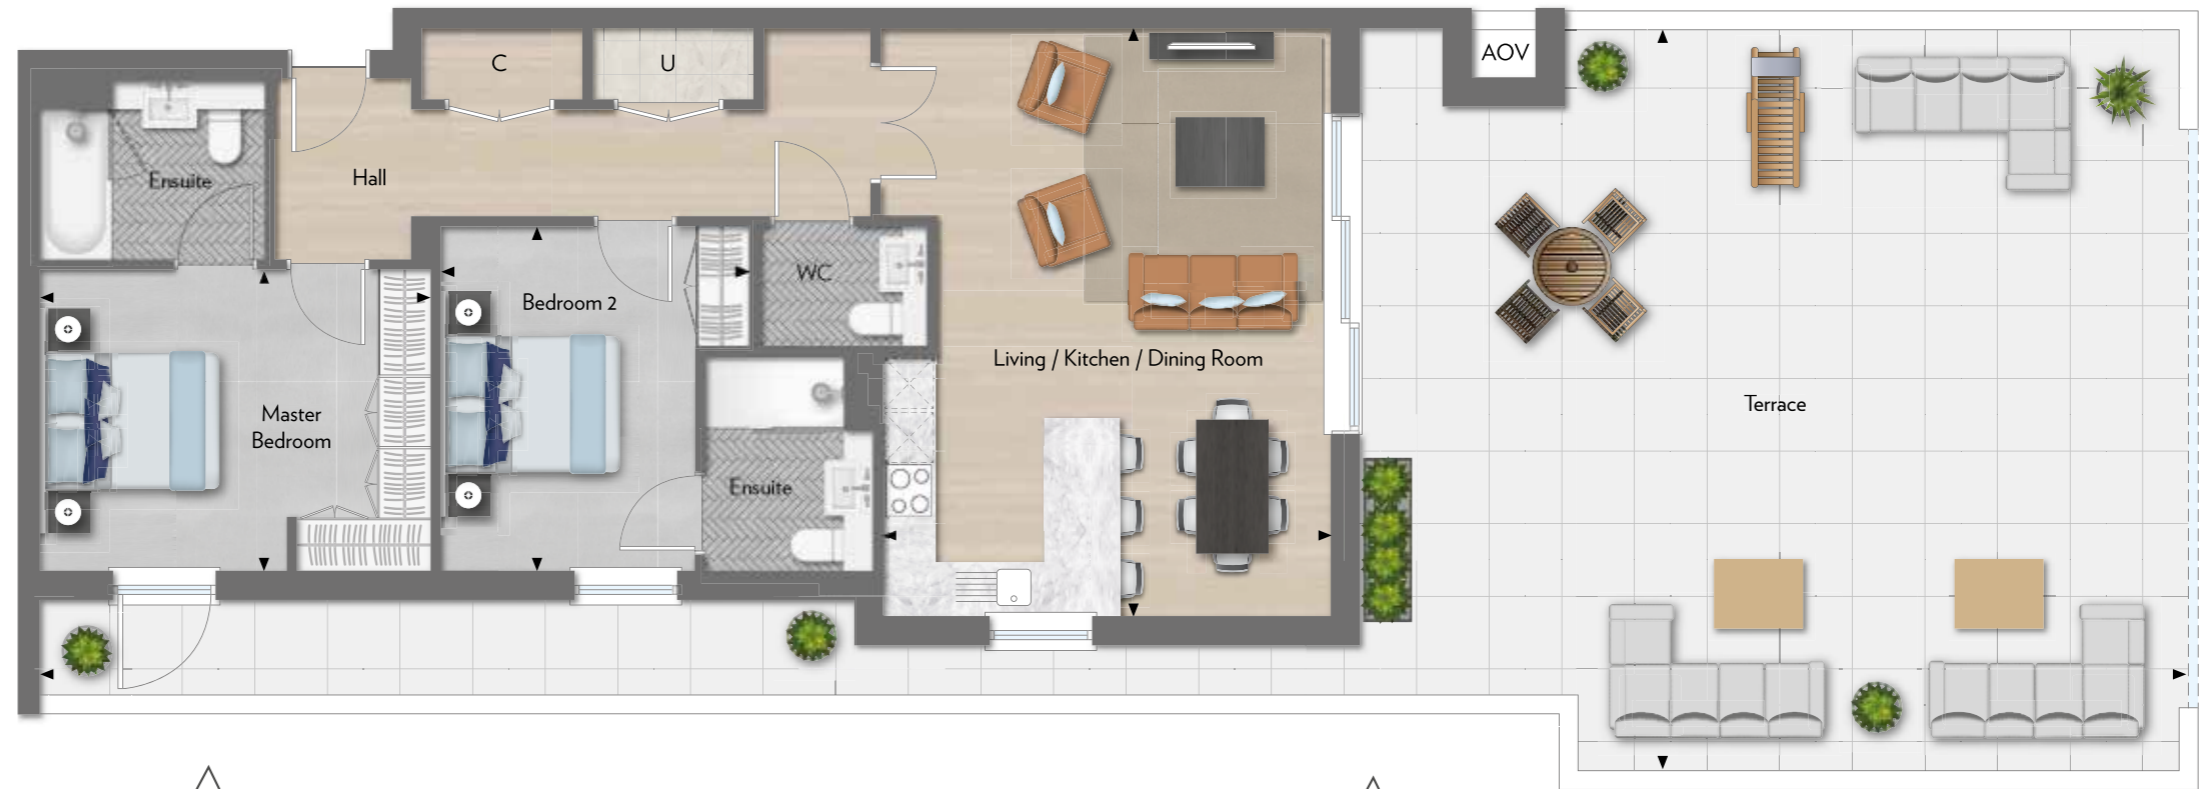 C
U
AOV
Ensuite
Hall
WC
Bedroom 2
Living / Kitchen / Dining Room
Master
Bedroom
Terrace
Ensuite